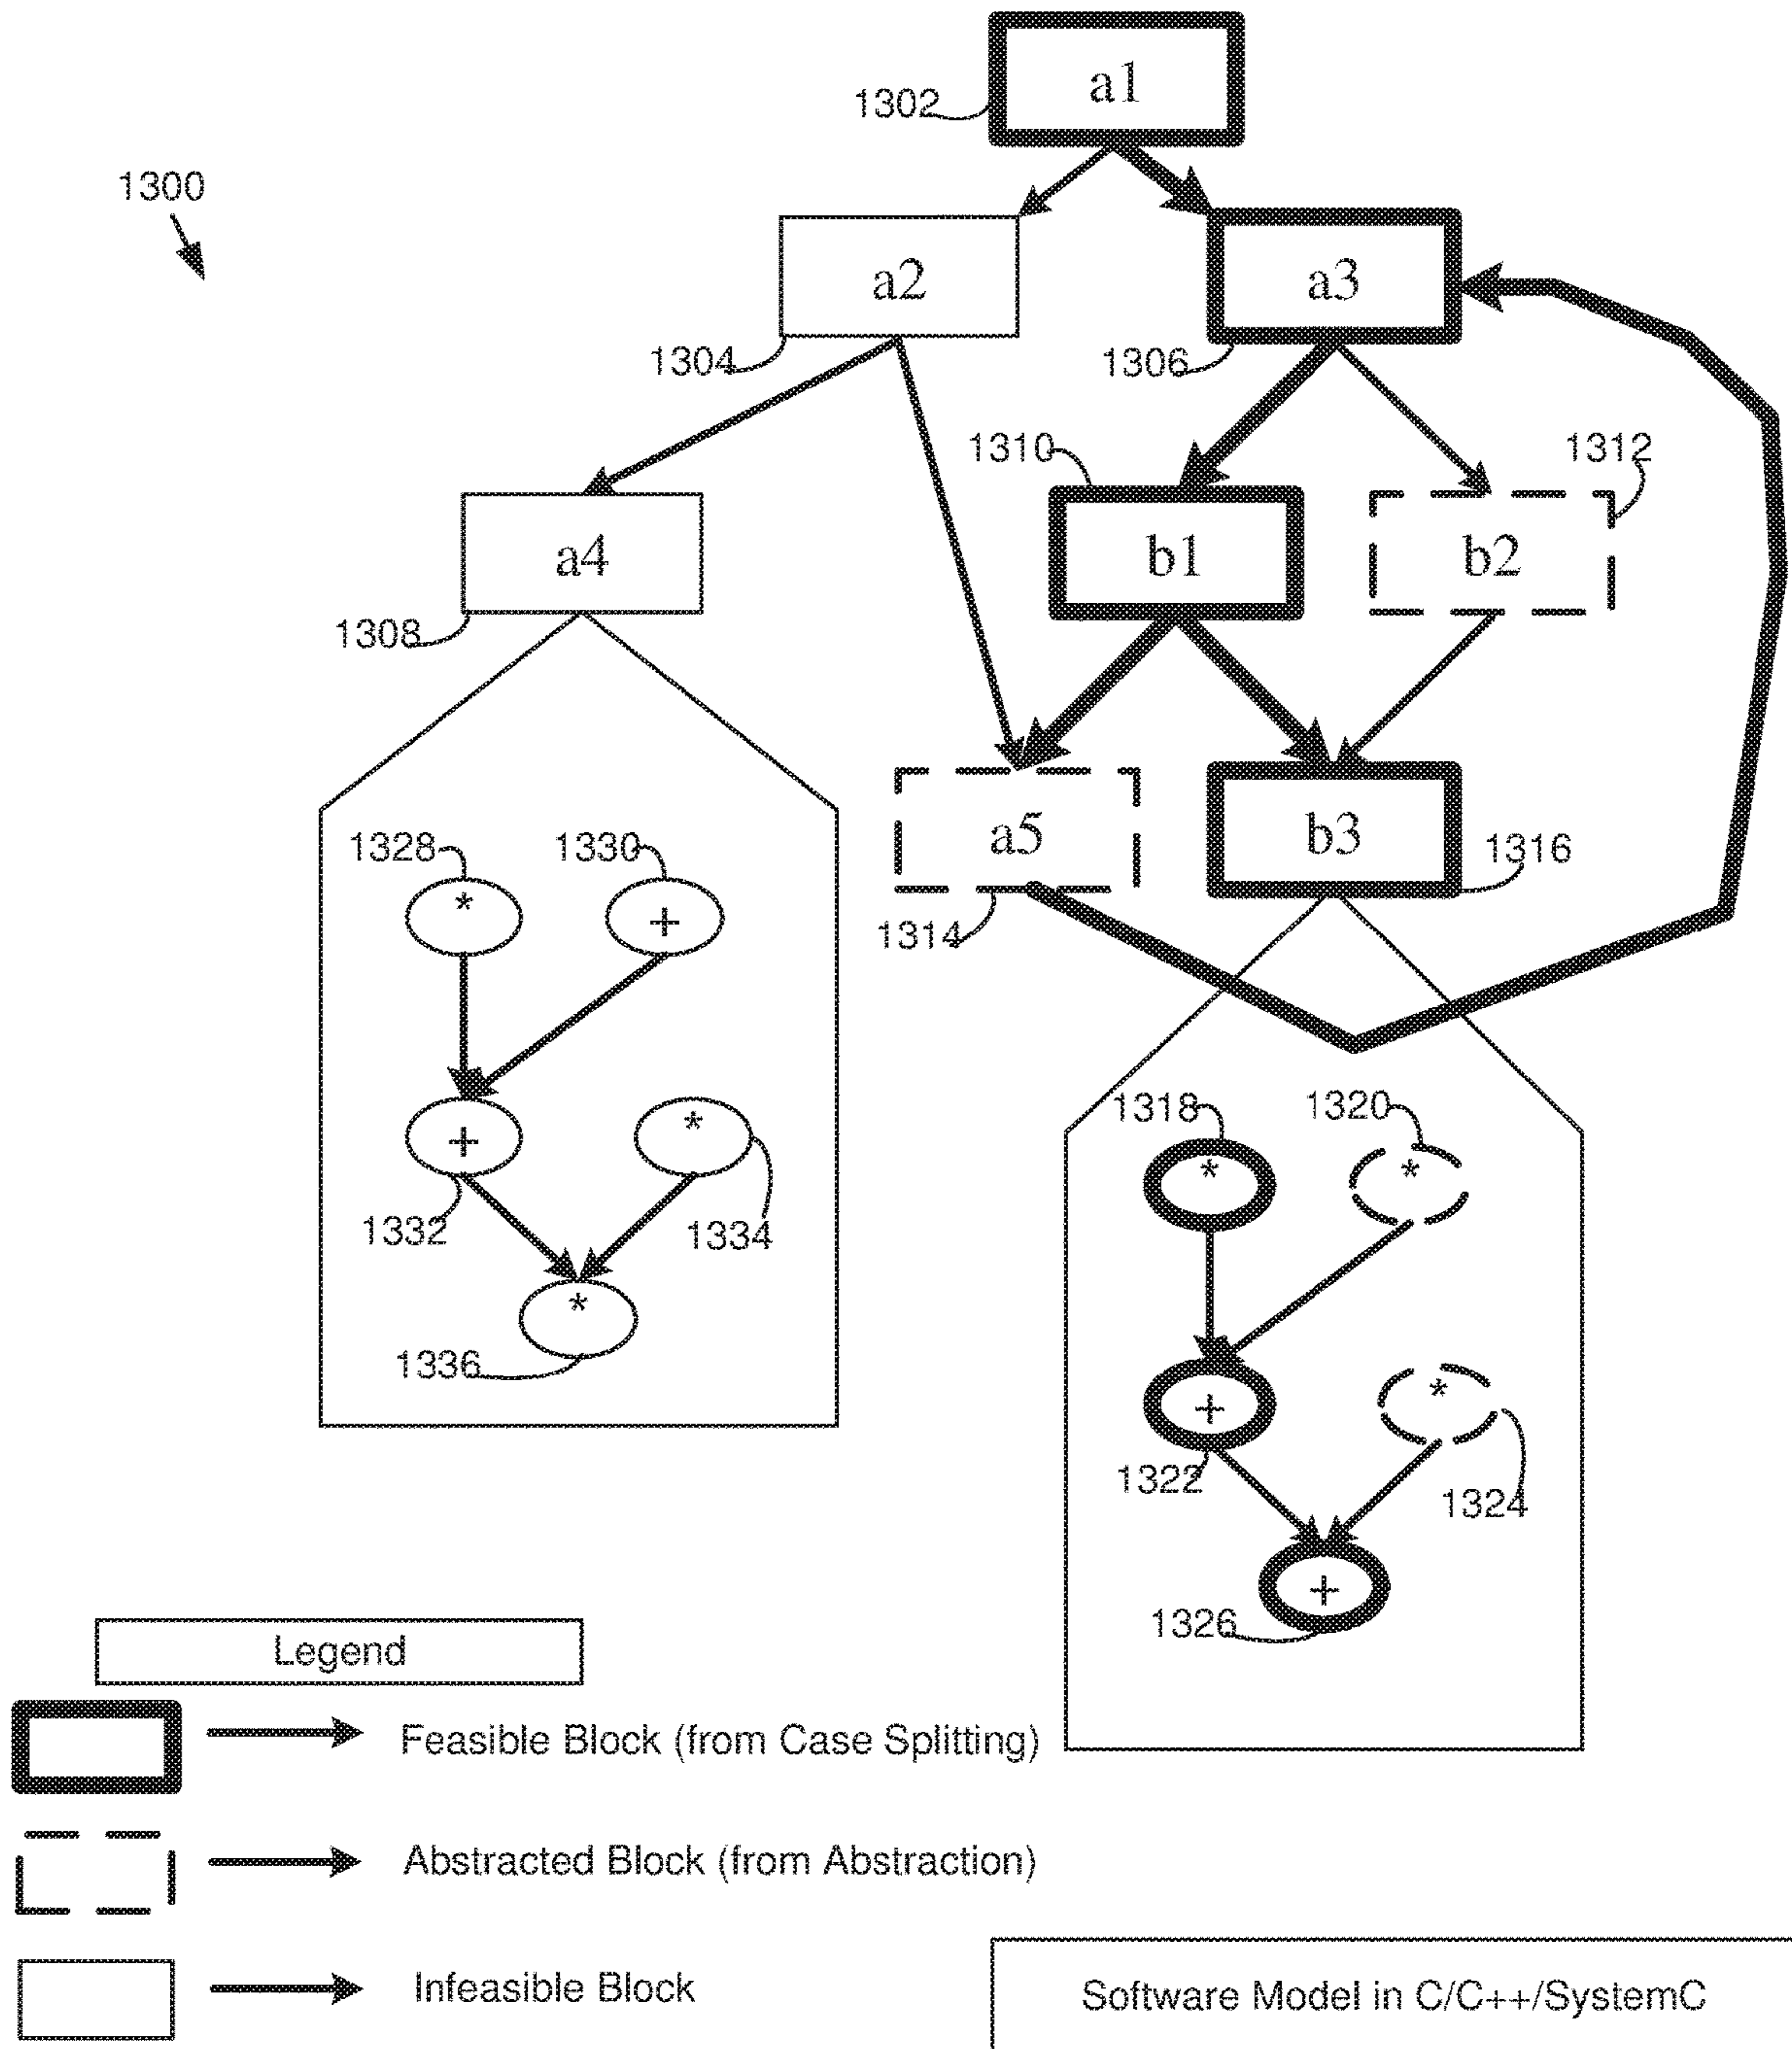 a1
1302
1300
a2
a3
1304
1306
1310
1312
a4
b1
b2
1308
a5
b3
1328
1330
1316
*
+
1314
1318
1320
+
*
*
*
1332
1334
*
1336
+
*
1322
1324
+
1326
Legend
Feasible Block (from Case Splitting)
Abstracted Block (from Abstraction)
Infeasible Block
Software Model in C/C++/SystemC